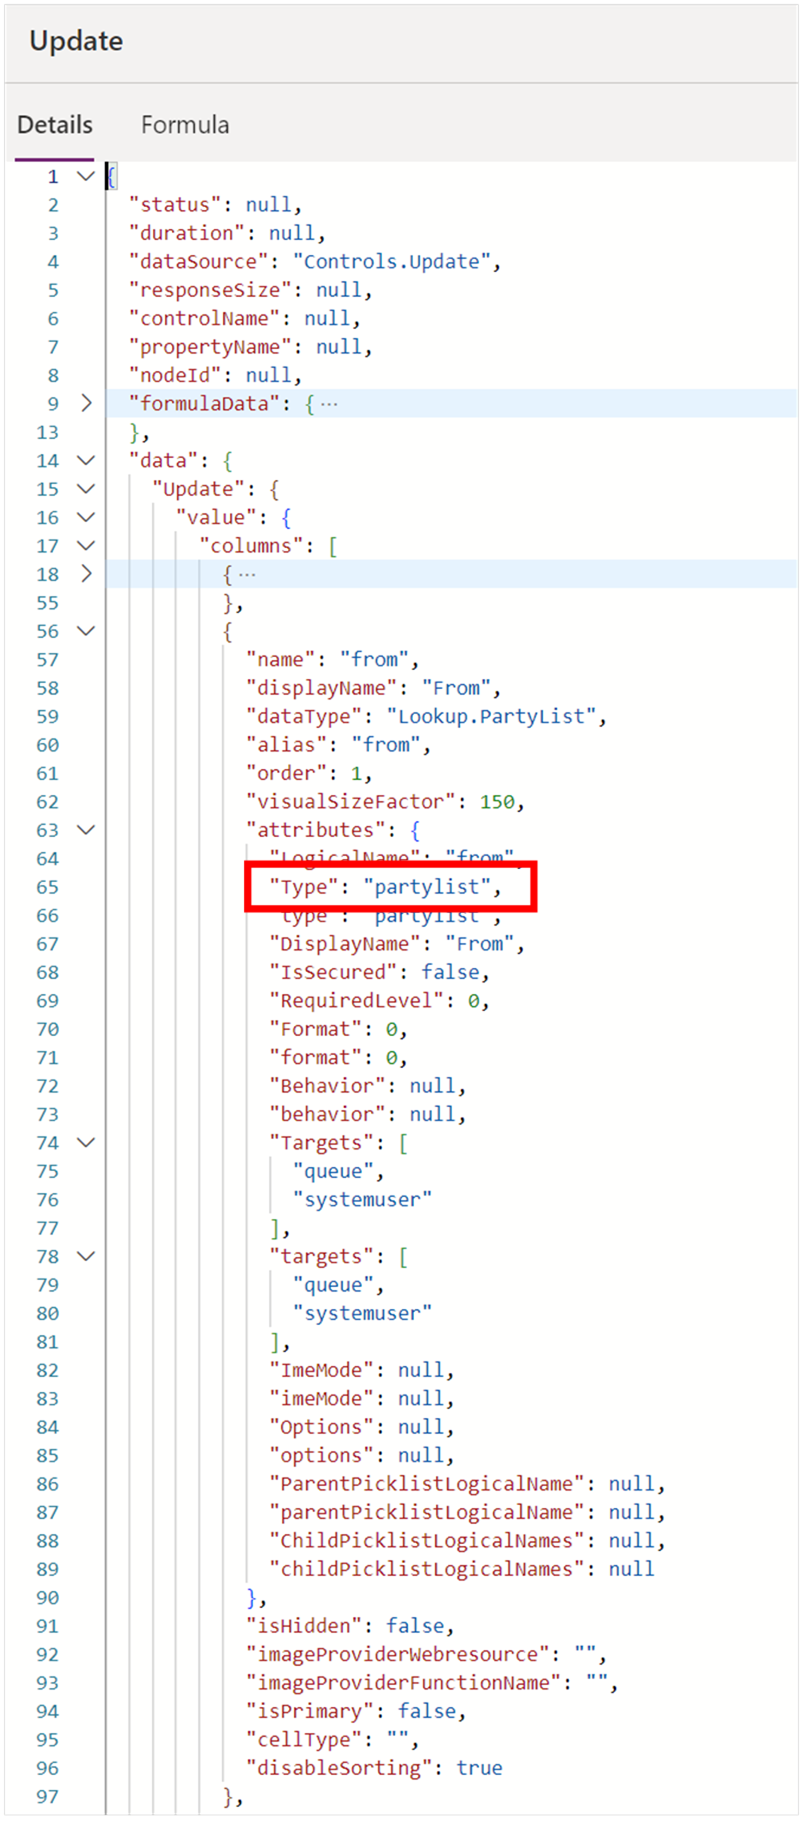 Update
Details Formula
1 {
2 "status": null,
3 "duration": null,
4 "dataSource": "Controls.Update",
5 "responseSize": null,
6 "controlName": null,
7 "propertyName": null,
8 "nodeId": null,
9 "formulaData": { ···
13 },
14 "data": {
15 "Update": {
16 "value": {
17 "columns": [
18 { ···
55 },
56 {
57 "name": "from",
58 "displayName": "From",
59 "dataType": "Lookup.PartyList",
60 "alias": "from",
61 "order": 1,
62 "visualSizeFactor": 150,
63 "attributes": {
64 "LogicalName": "from",
65 "Type": "partylist",
66 "type": "partylist",
67 "DisplayName": "From",
68 "IsSecured": false,
69 "RequiredLevel": 0,
70 "Format": 0,
71 "format": 0,
72 "Behavior": null,
73 "behavior": null,
74 "Targets": [
75 "queue",
76 "systemuser"
77 ],
78 "targets": [
79 "queue",
80 "systemuser"
81 ],
82 "ImeMode": null,
83 "imeMode": null,
84 "Options": null,
85 "options": null,
86 "ParentPicklistLogicalName": null,
87 "parentPicklistLogicalName": null,
88 "ChildPicklistLogicalNames": null,
89 "childPicklistLogicalNames": null
90 },
91 "isHidden": false,
92 "imageProviderWebresource": "",
93 "imageProviderFunctionName": "",
94 "isPrimary": false,
95 "cellType": "",
96 "disableSorting": true
97 },